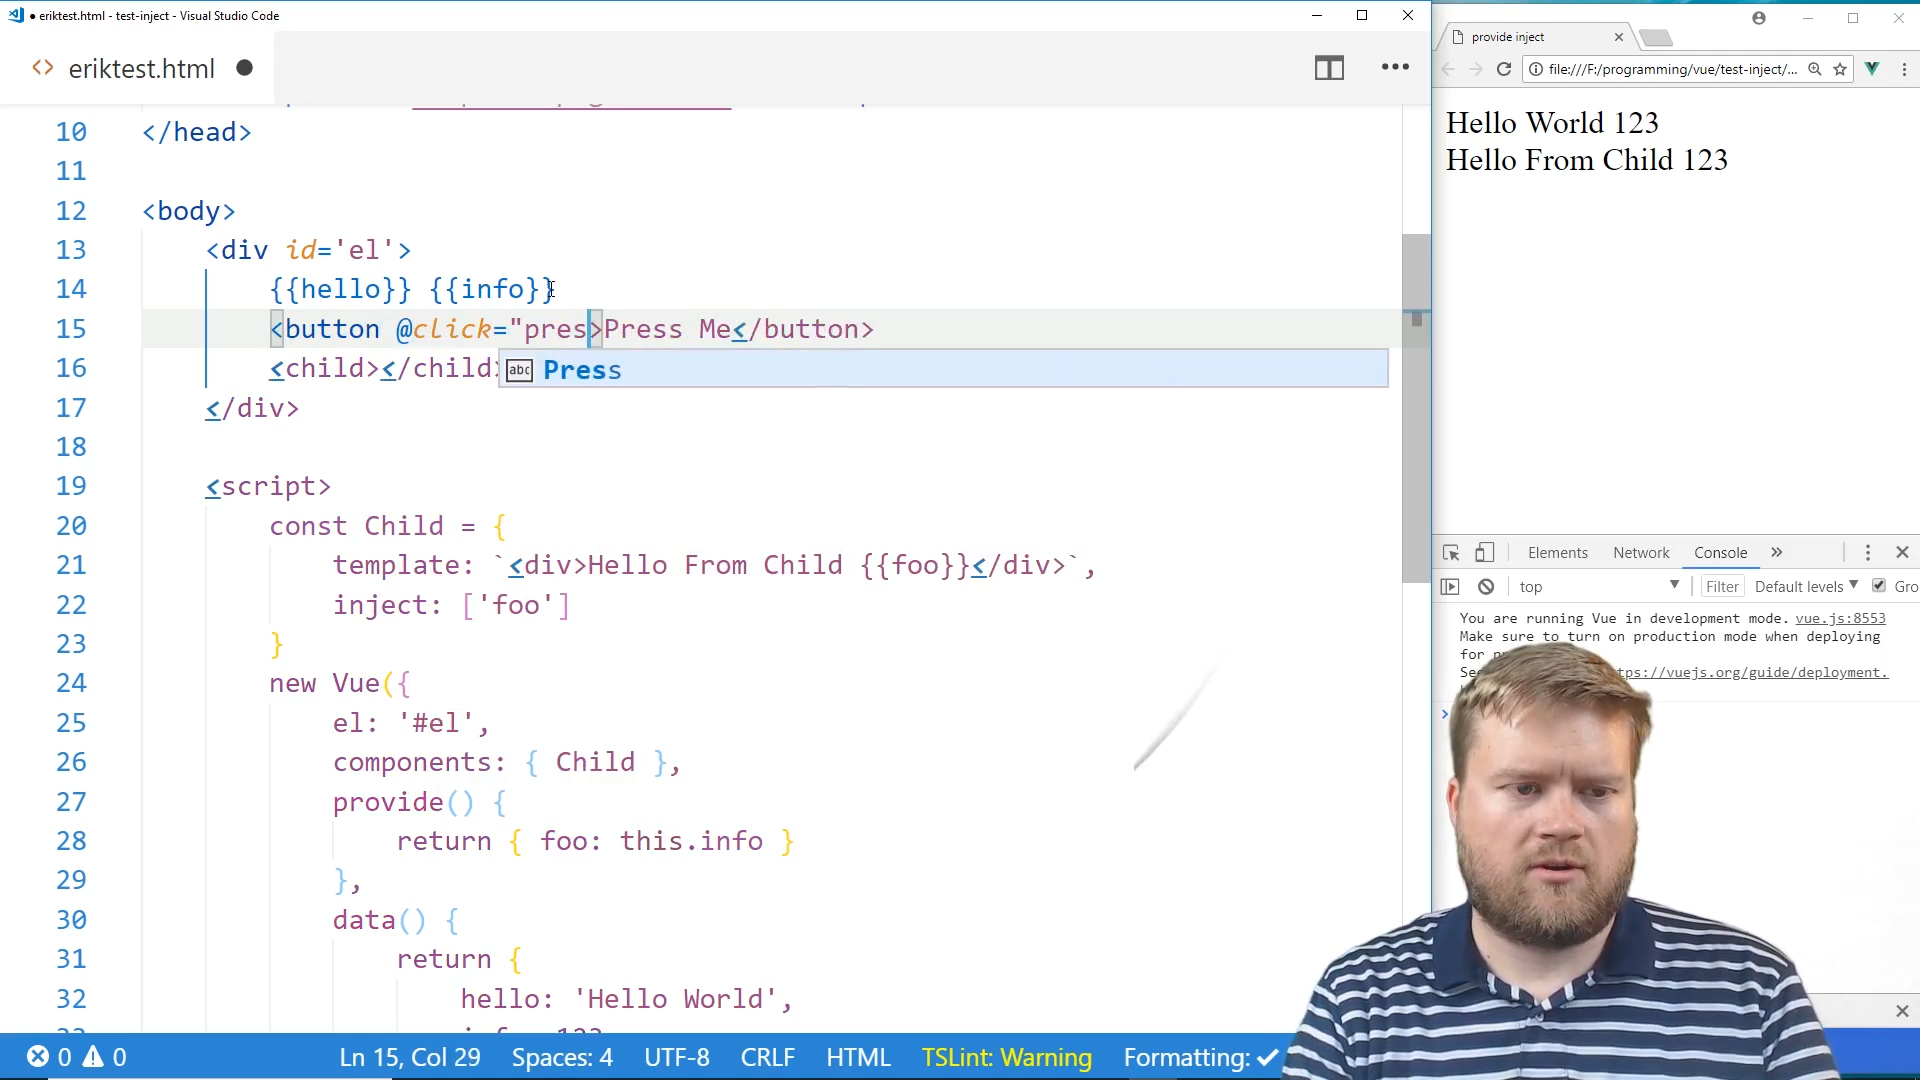 eriktest.html - test-inject - Visual Studio Code
eriktest.html
10 </head>
11
12 <body>
13 <div id='el'>
14 {{hello}} {{info}}
15 <button @click="pres>Press Me</button>
abc Press
16 <child></child>
17 </div>
18
19 <script>
20 const Child = {
21 template: `<div>Hello From Child {{foo}}</div>`,
22 inject: ['foo']
23 }
24 new Vue({
25 el: '#el',
26 components: { Child },
27 provide() {
28 return { foo: this.info }
29 },
30 data() {
31 return {
32 hello: 'Hello World',
0 0 Ln 15, Col 29 Spaces: 4 UTF-8 CRLF HTML TSLint: Warning Formatting: ✓
provide inject
file:///F:/programming/vue/test-inject/...
Hello World 123
Hello From Child 123
Elements Network Console »
top Filter Default levels Gro
You are running Vue in development mode. vue.js:8553
Make sure to turn on production mode when deploying
for
tps://vuejs.org/guide/deployment.